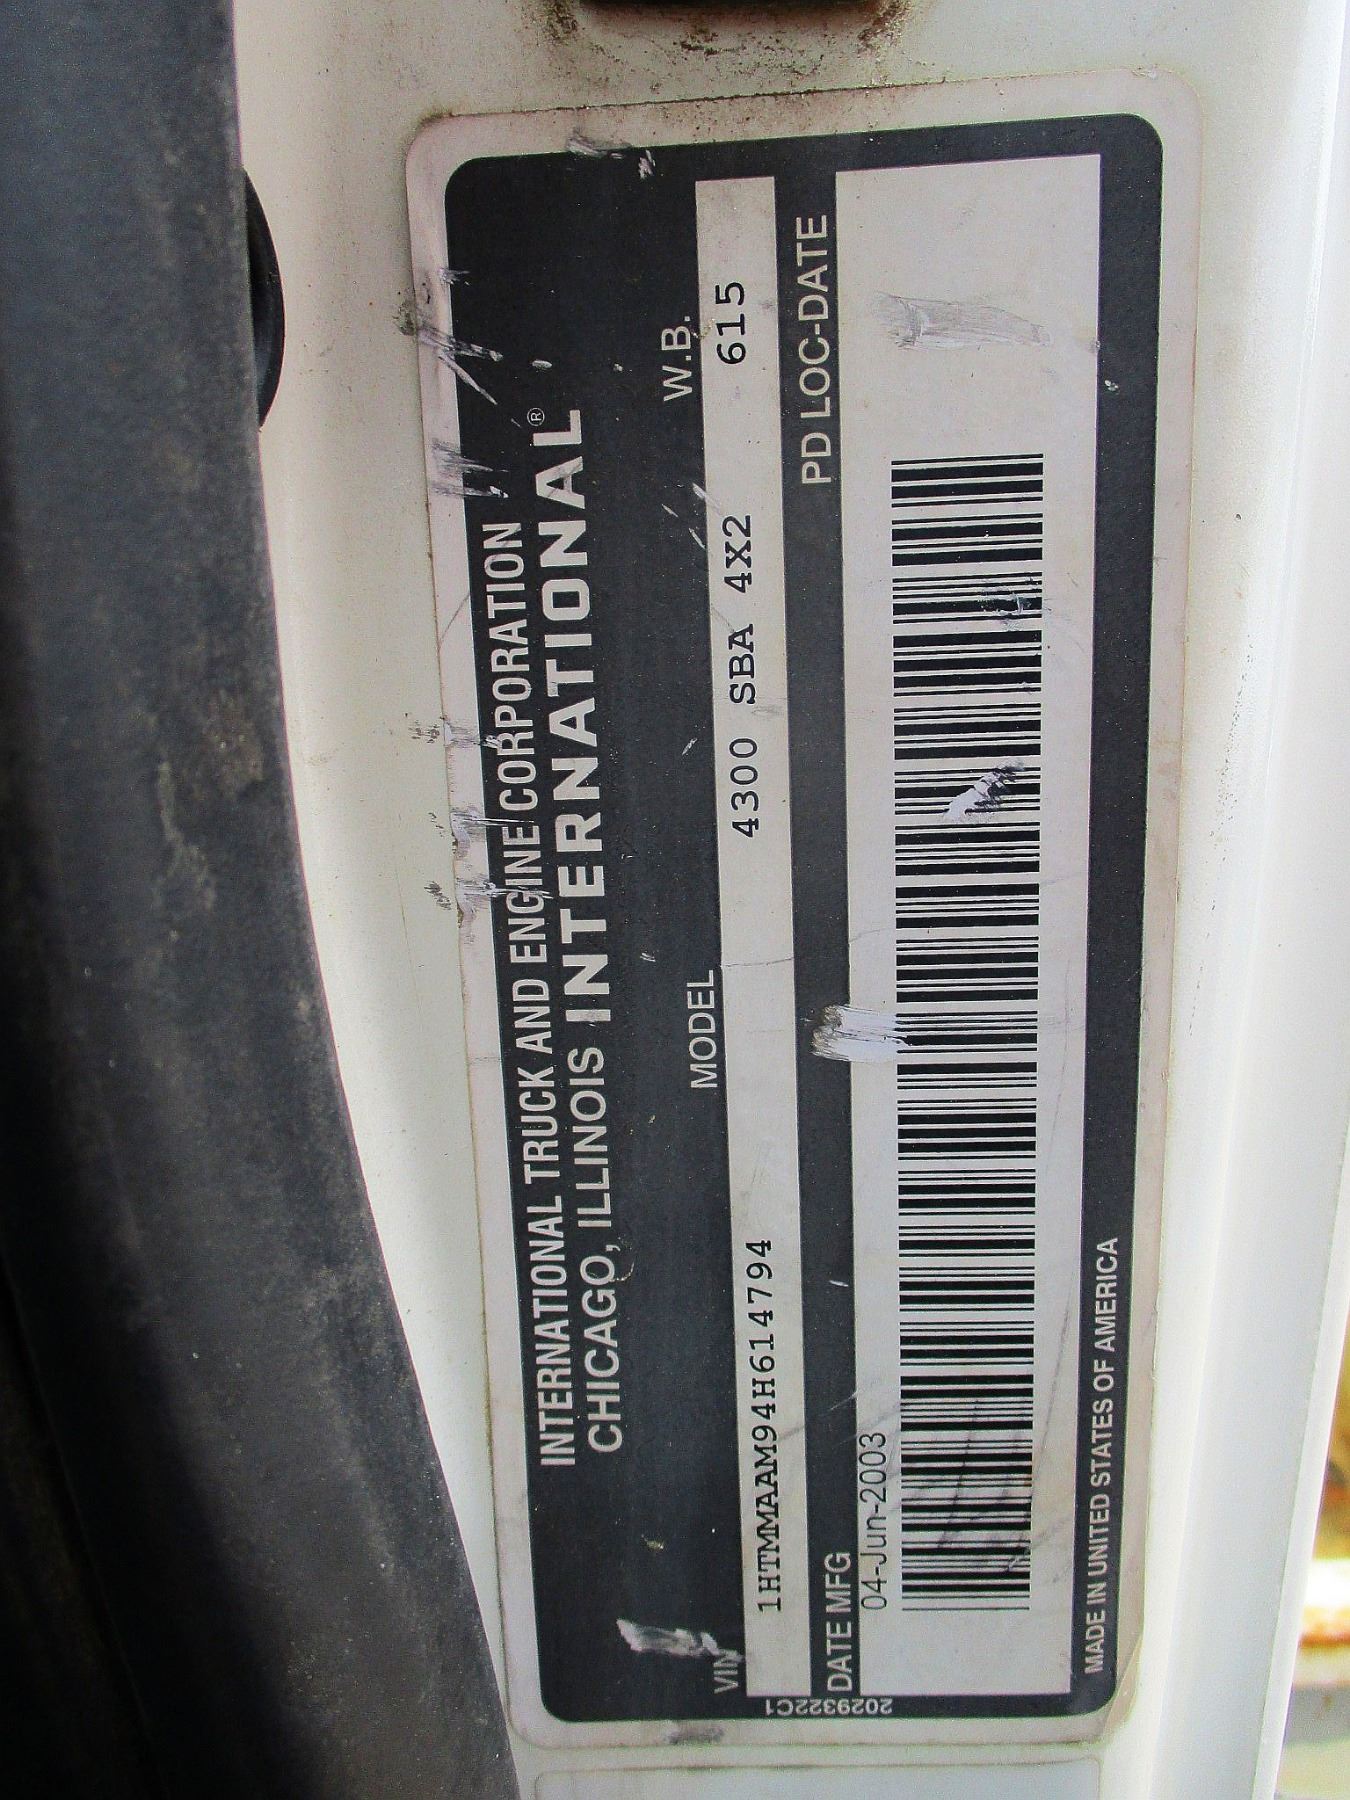 INTERNATIONAL TRUCK AND ENGINE CORPORATION
CHICAGO, ILLINOIS INTERNATIONAL®
VIN MODEL W.B.
1HTMMAAM94H614794 4300 SBA 4X2 615
DATE MFG PD LOC-DATE
04-Jun-2003
MADE IN UNITED STATES OF AMERICA
2029322C1